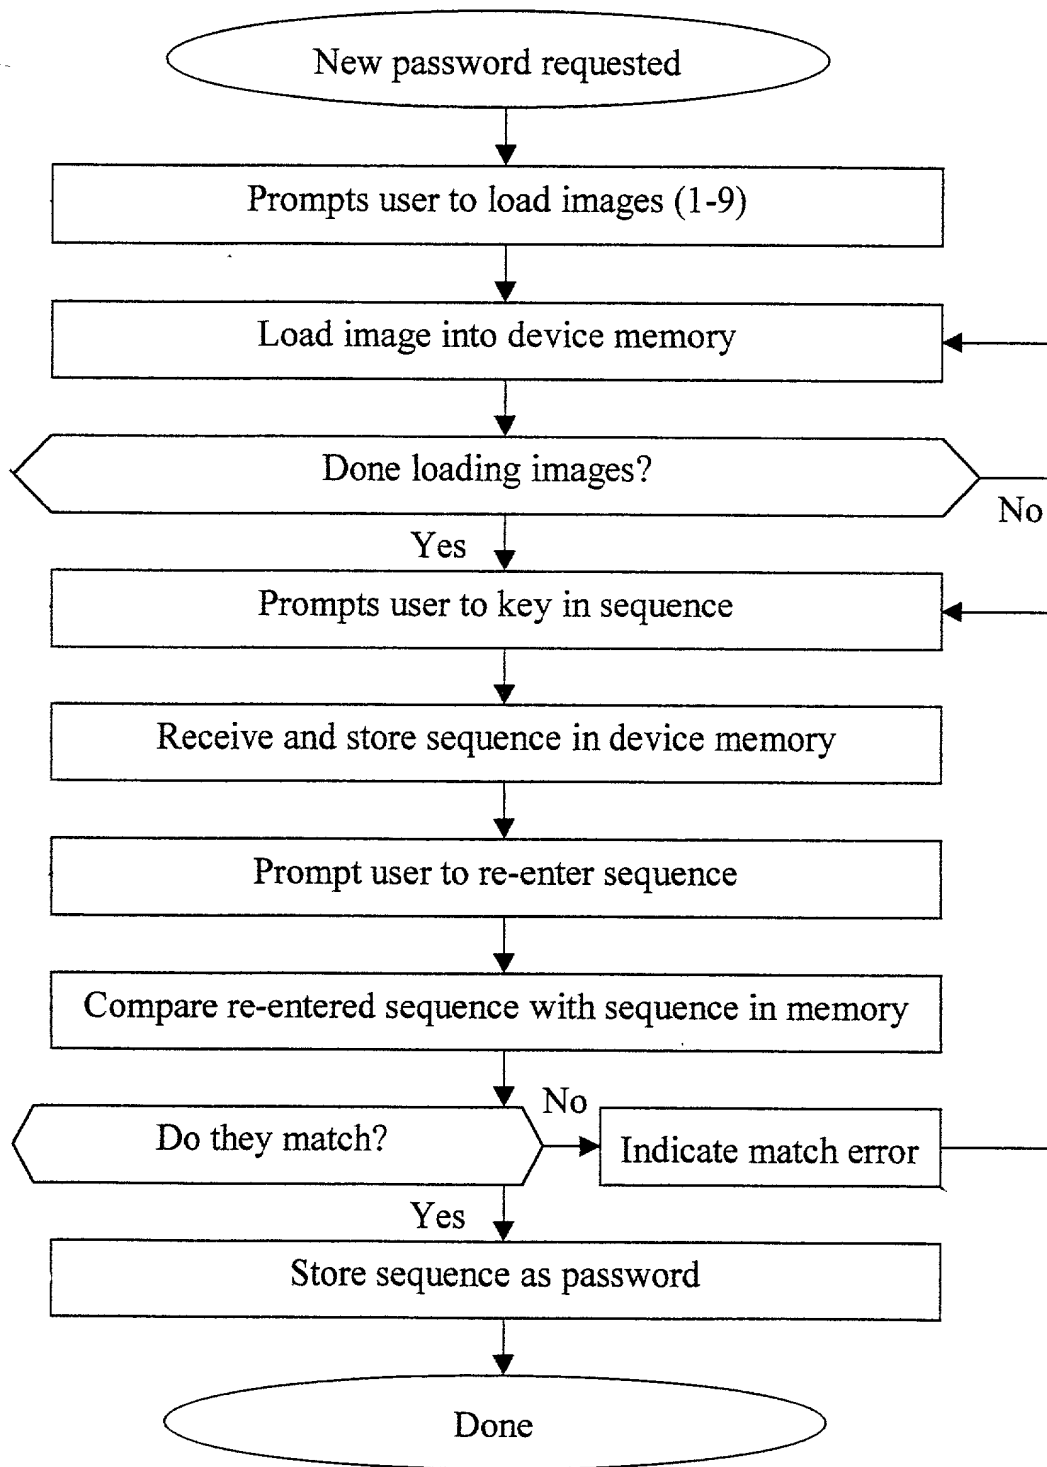 New password requested
Prompts user to load images (1-9)
Load image into device memory
Done loading images?
No
Yes
Prompts user to key in sequence
Receive and store sequence in device memory
Prompt user to re-enter sequence
Compare re-entered sequence with sequence in memory
No
Do they match?
Indicate match error
Yes
Store sequence as password
Done